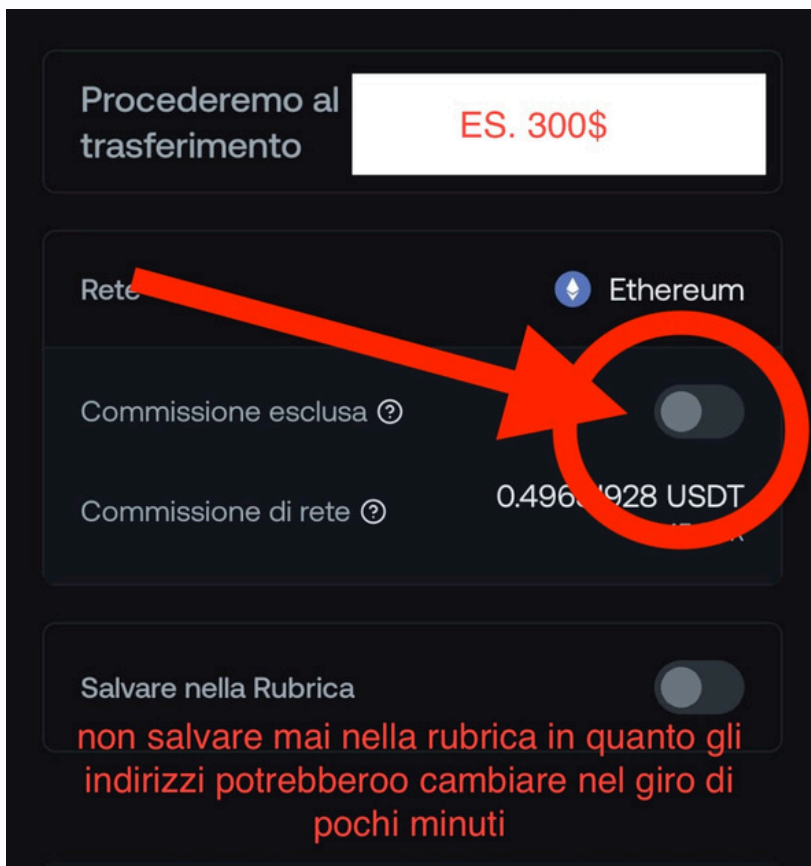 Procederemo al
trasferimento
ES. 300$
Rete
Ethereum
Commissione esclusa
Commissione di rete
USDT
Salvare nella Rubrica
non salvare mai nella rubrica in quanto gli
indirizzi potrebberoo cambiare nel giro di
pochi minuti